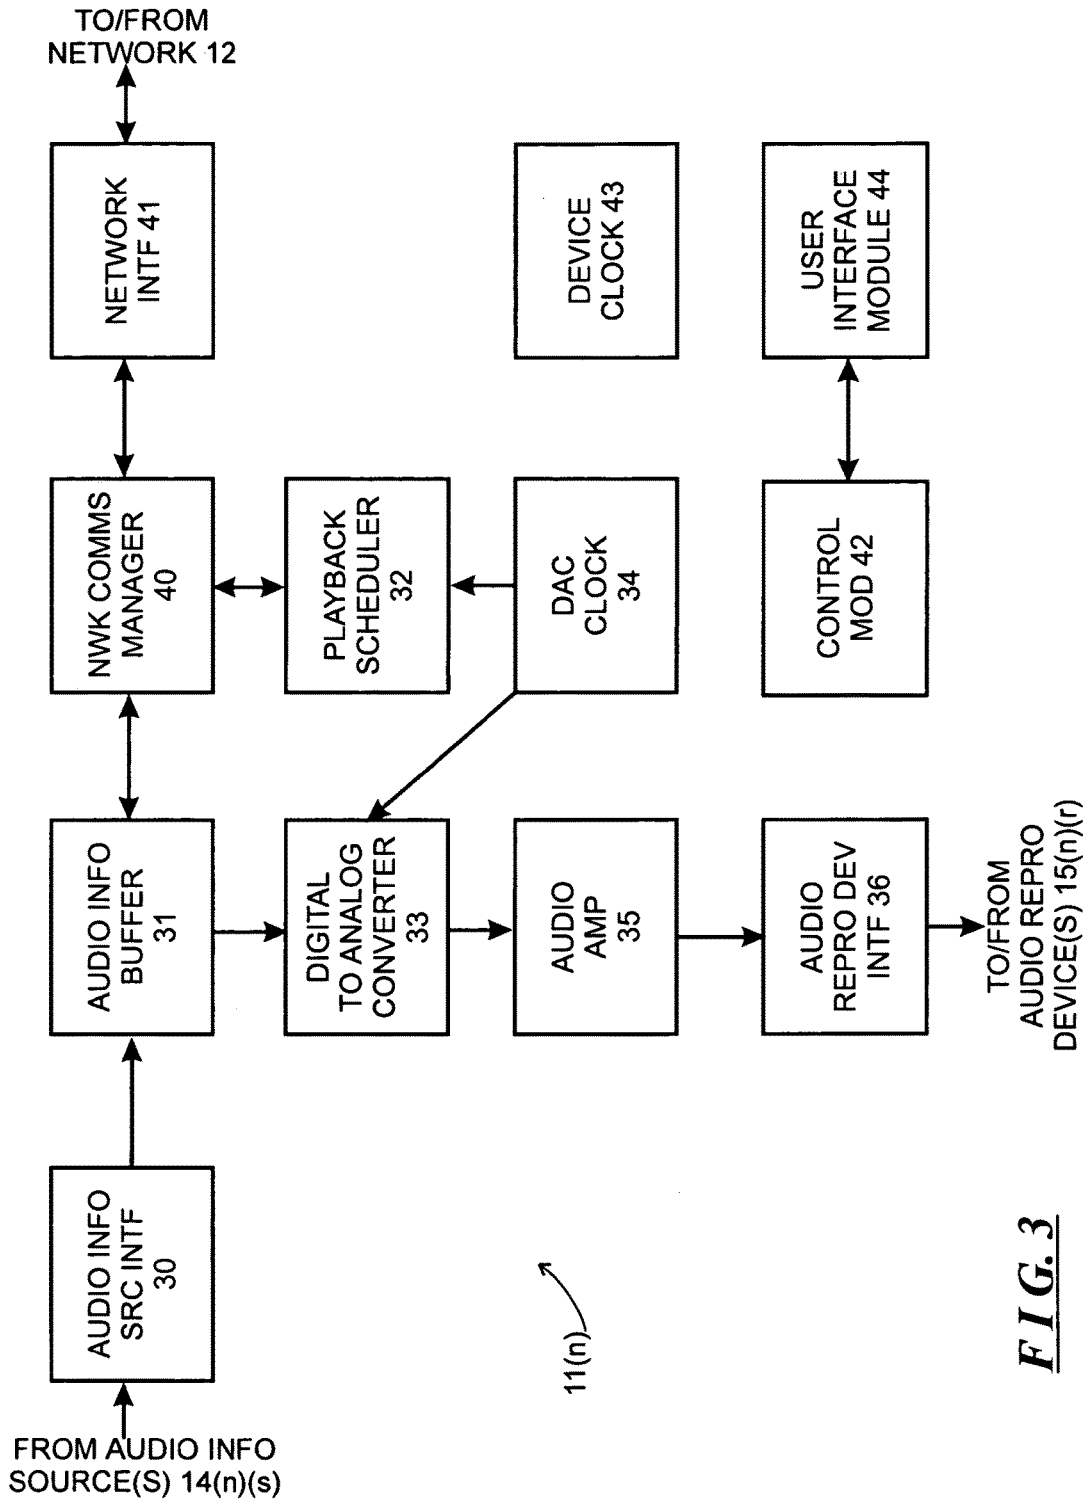 FROM AUDIO INFO
SOURCE(S) 14(n)(s)
AUDIO INFO
SRC INTF
30
AUDIO INFO
BUFFER
31
NWK COMMS
MANAGER
40
NETWORK
INTF 41
TO/FROM
NETWORK 12
DIGITAL
TO ANALOG
CONVERTER
33
PLAYBACK
SCHEDULER
32
11(n)
AUDIO
AMP
35
DAC
CLOCK
34
DEVICE
CLOCK 43
AUDIO
REPRO DEV
INTF 36
CONTROL
MOD 42
USER
INTERFACE
MODULE 44
TO/FROM
AUDIO REPRO
DEVICE(S) 15(n)(r)
FIG. 3